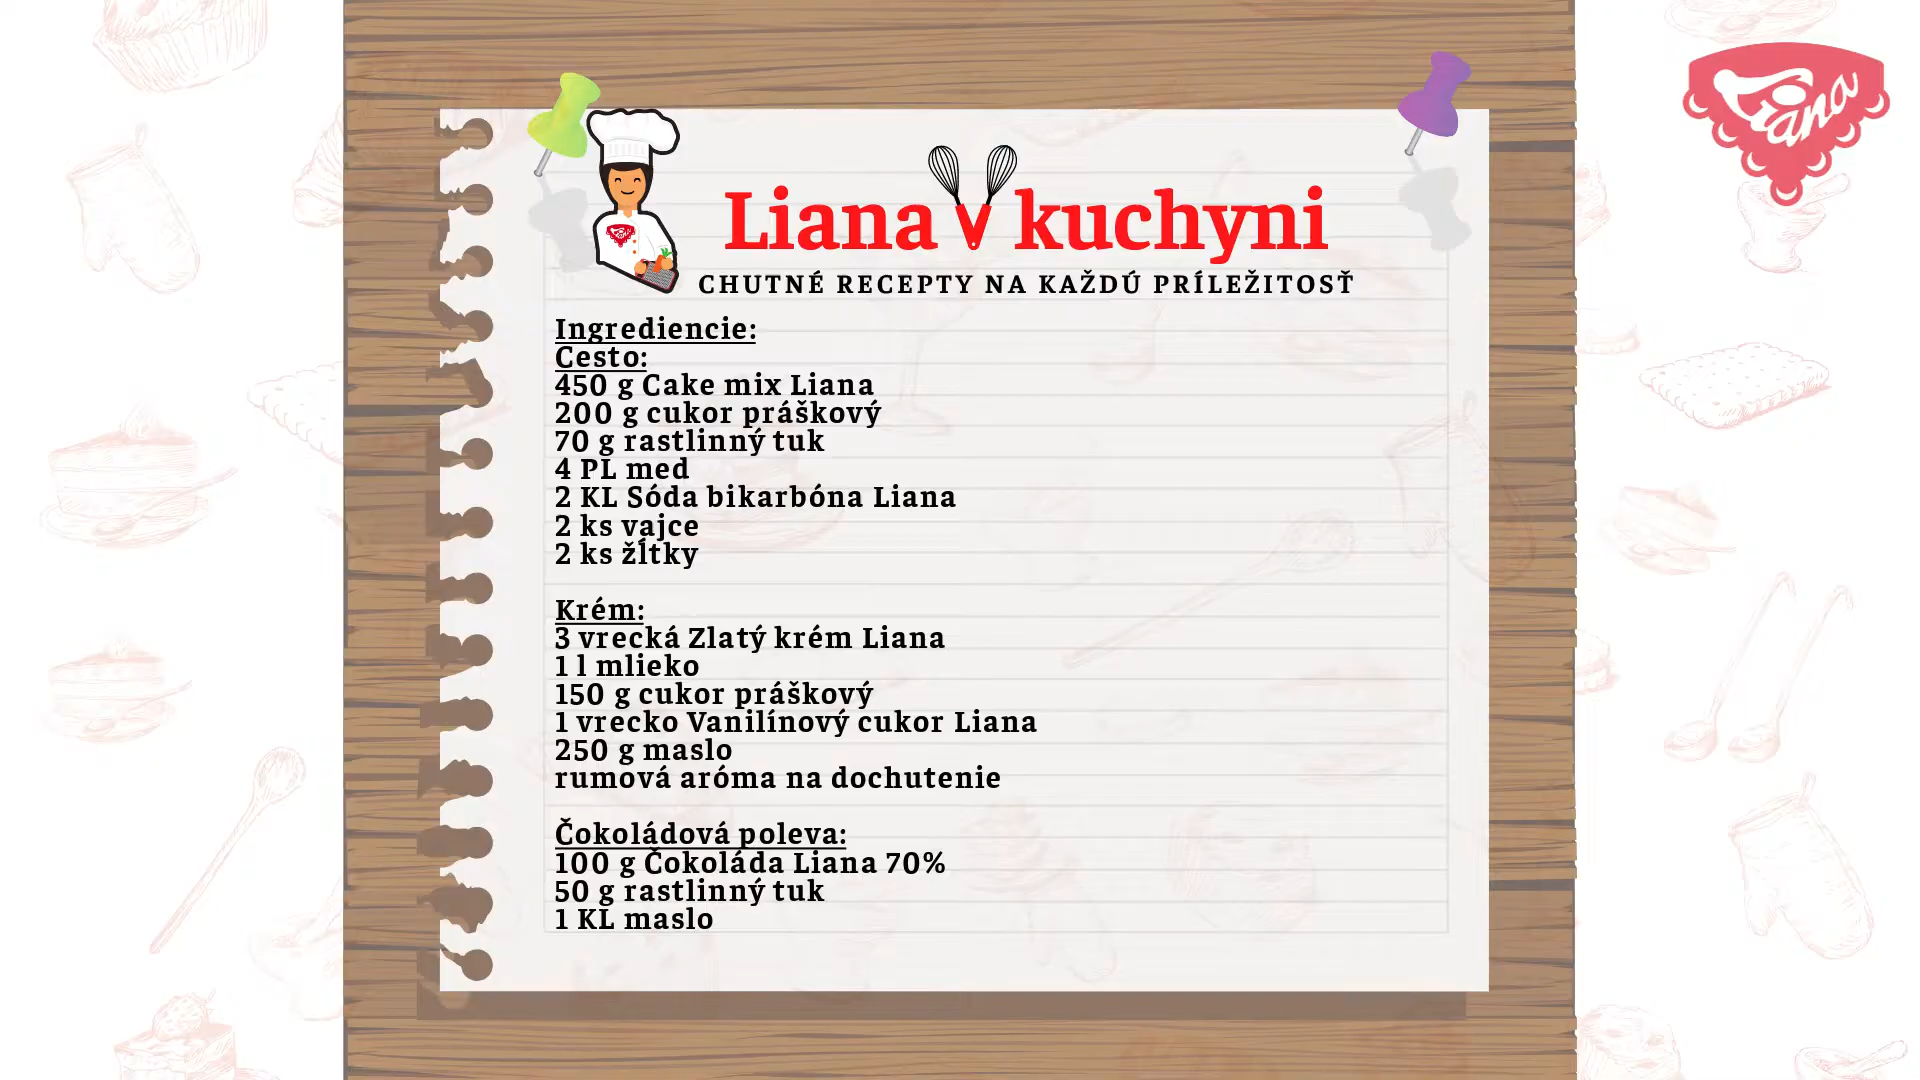 Liana
Liana V kuchyni
CHUTNÉ RECEPTY NA KAŽDÚ PRÍLEŽITOSŤ
Ingrediencie:
Cesto:
450 g Cake mix Liana
200 g cukor práškový
70 g rastlinný tuk
4 PL med
2 KL Sóda bikarbóna Liana
2 ks vajce
2 ks žĺtky
Krém:
3 vrecká Zlatý krém Liana
1 l mlieko
150 g cukor práškový
1 vrecko Vanilínový cukor Liana
250 g maslo
rumová aróma na dochutenie
Čokoládová poleva:
100 g Čokoláda Liana 70%
50 g rastlinný tuk
1 KL maslo